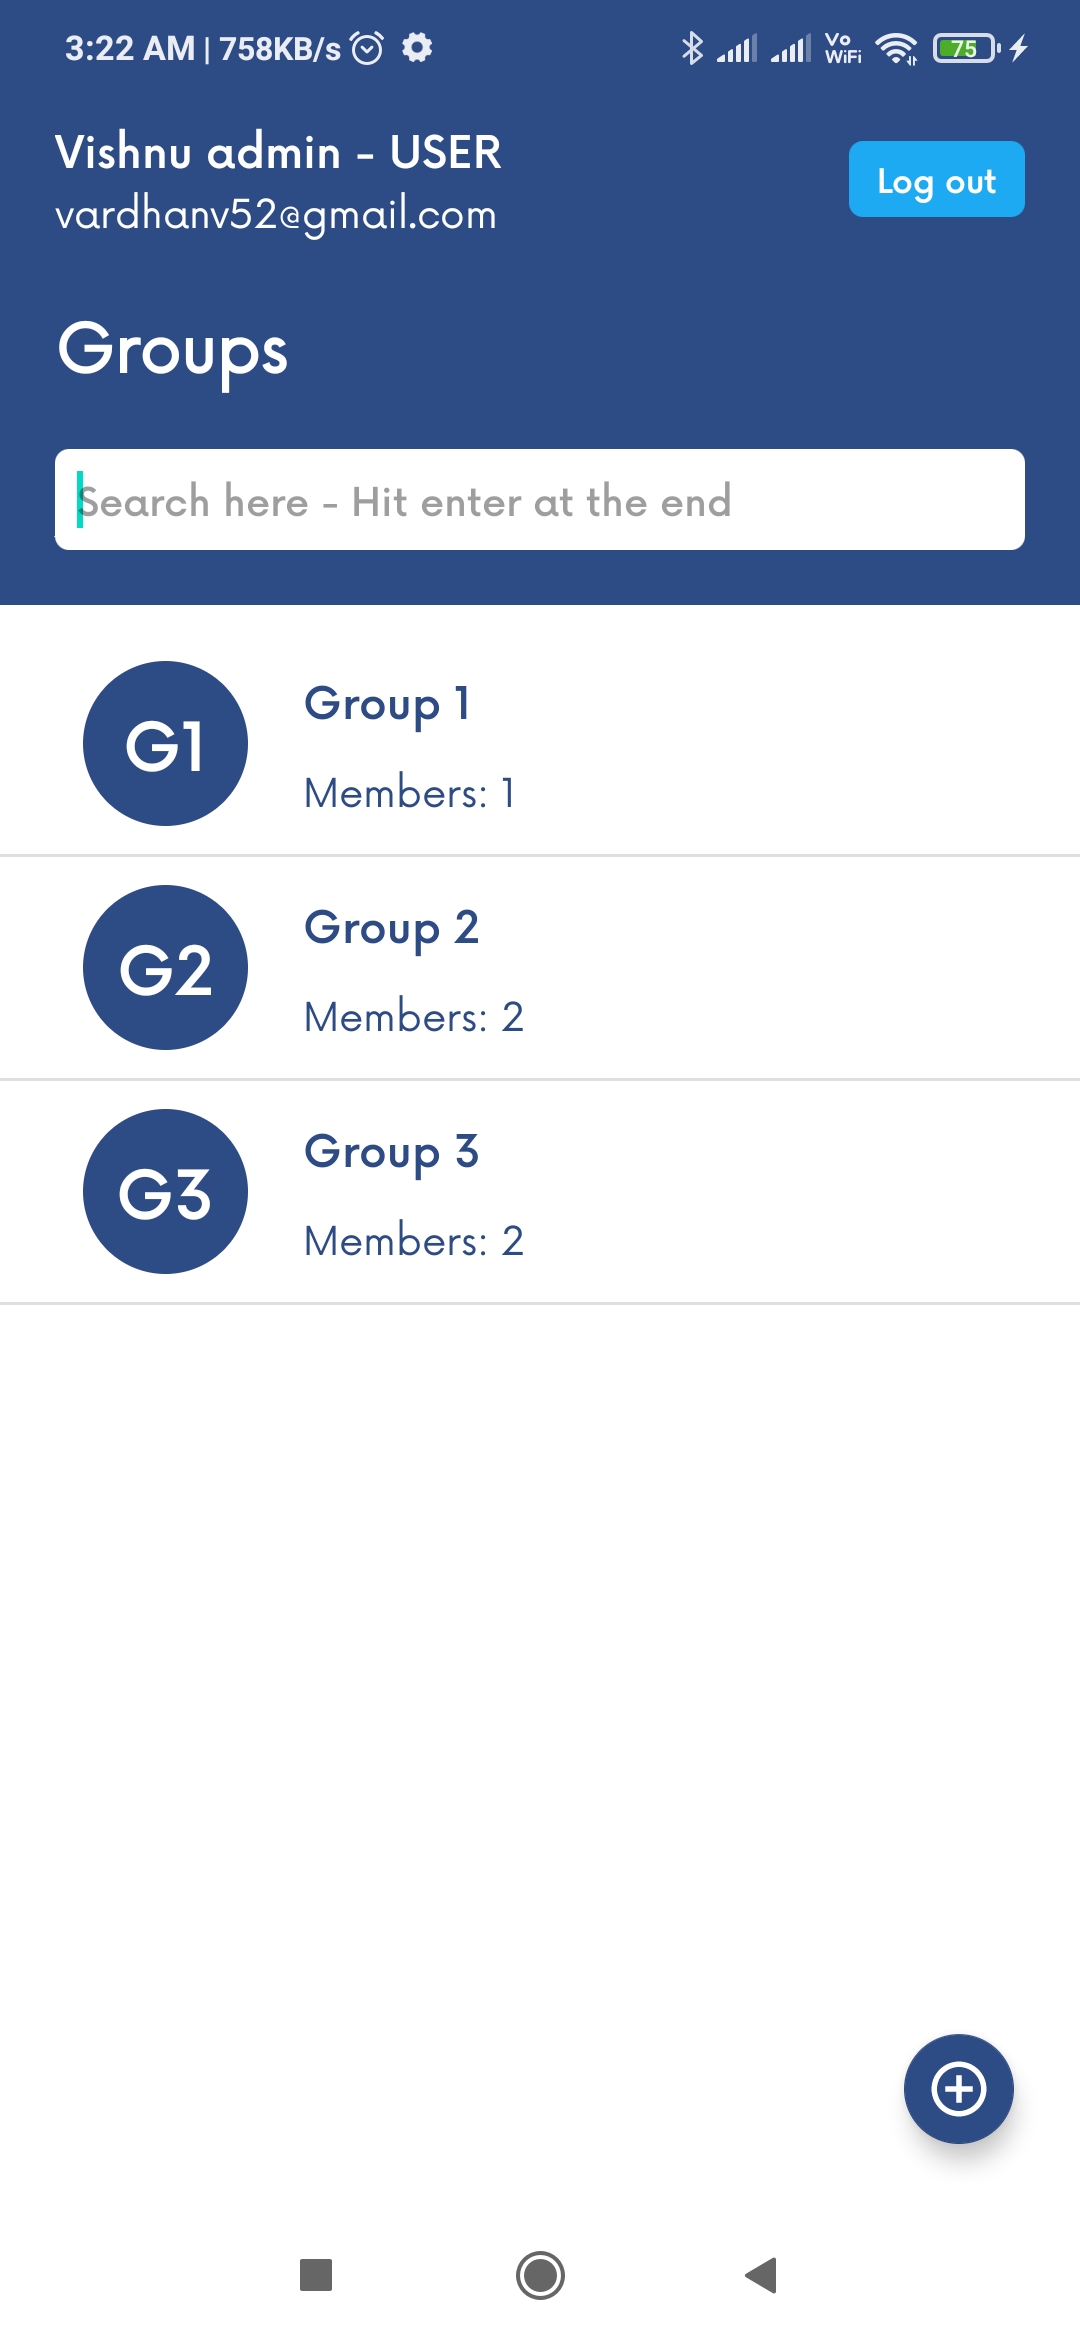 3:22 AM | 758KB/s Vo WiFi 75
Vishnu admin - USER
vardhanv52@gmail.com
Log out
Groups
Search here - Hit enter at the end
G1
Group 1
Members: 1
G2
Group 2
Members: 2
G3
Group 3
Members: 2